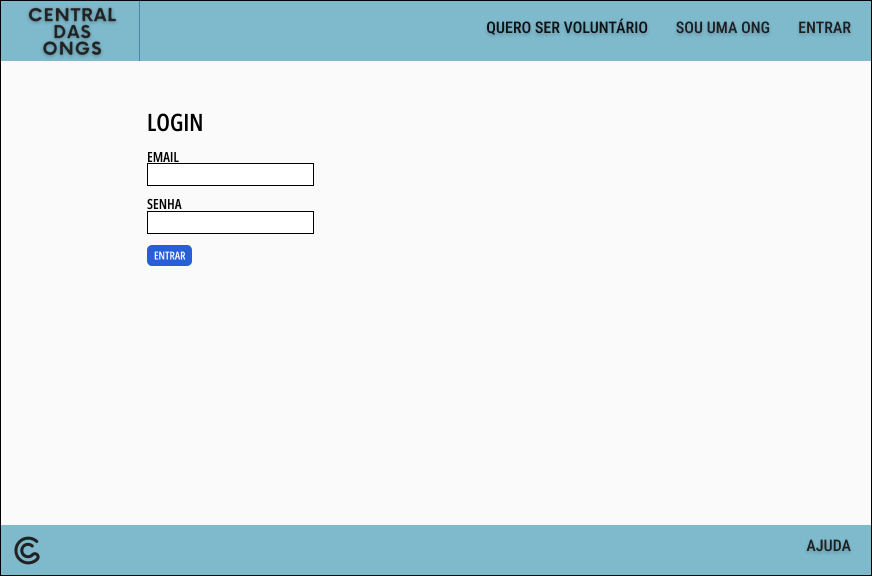 CENTRAL
DAS
ONGS
QUERO SER VOLUNTÁRIO
SOU UMA ONG
ENTRAR
LOGIN
EMAIL
SENHA
ENTRAR
AJUDA